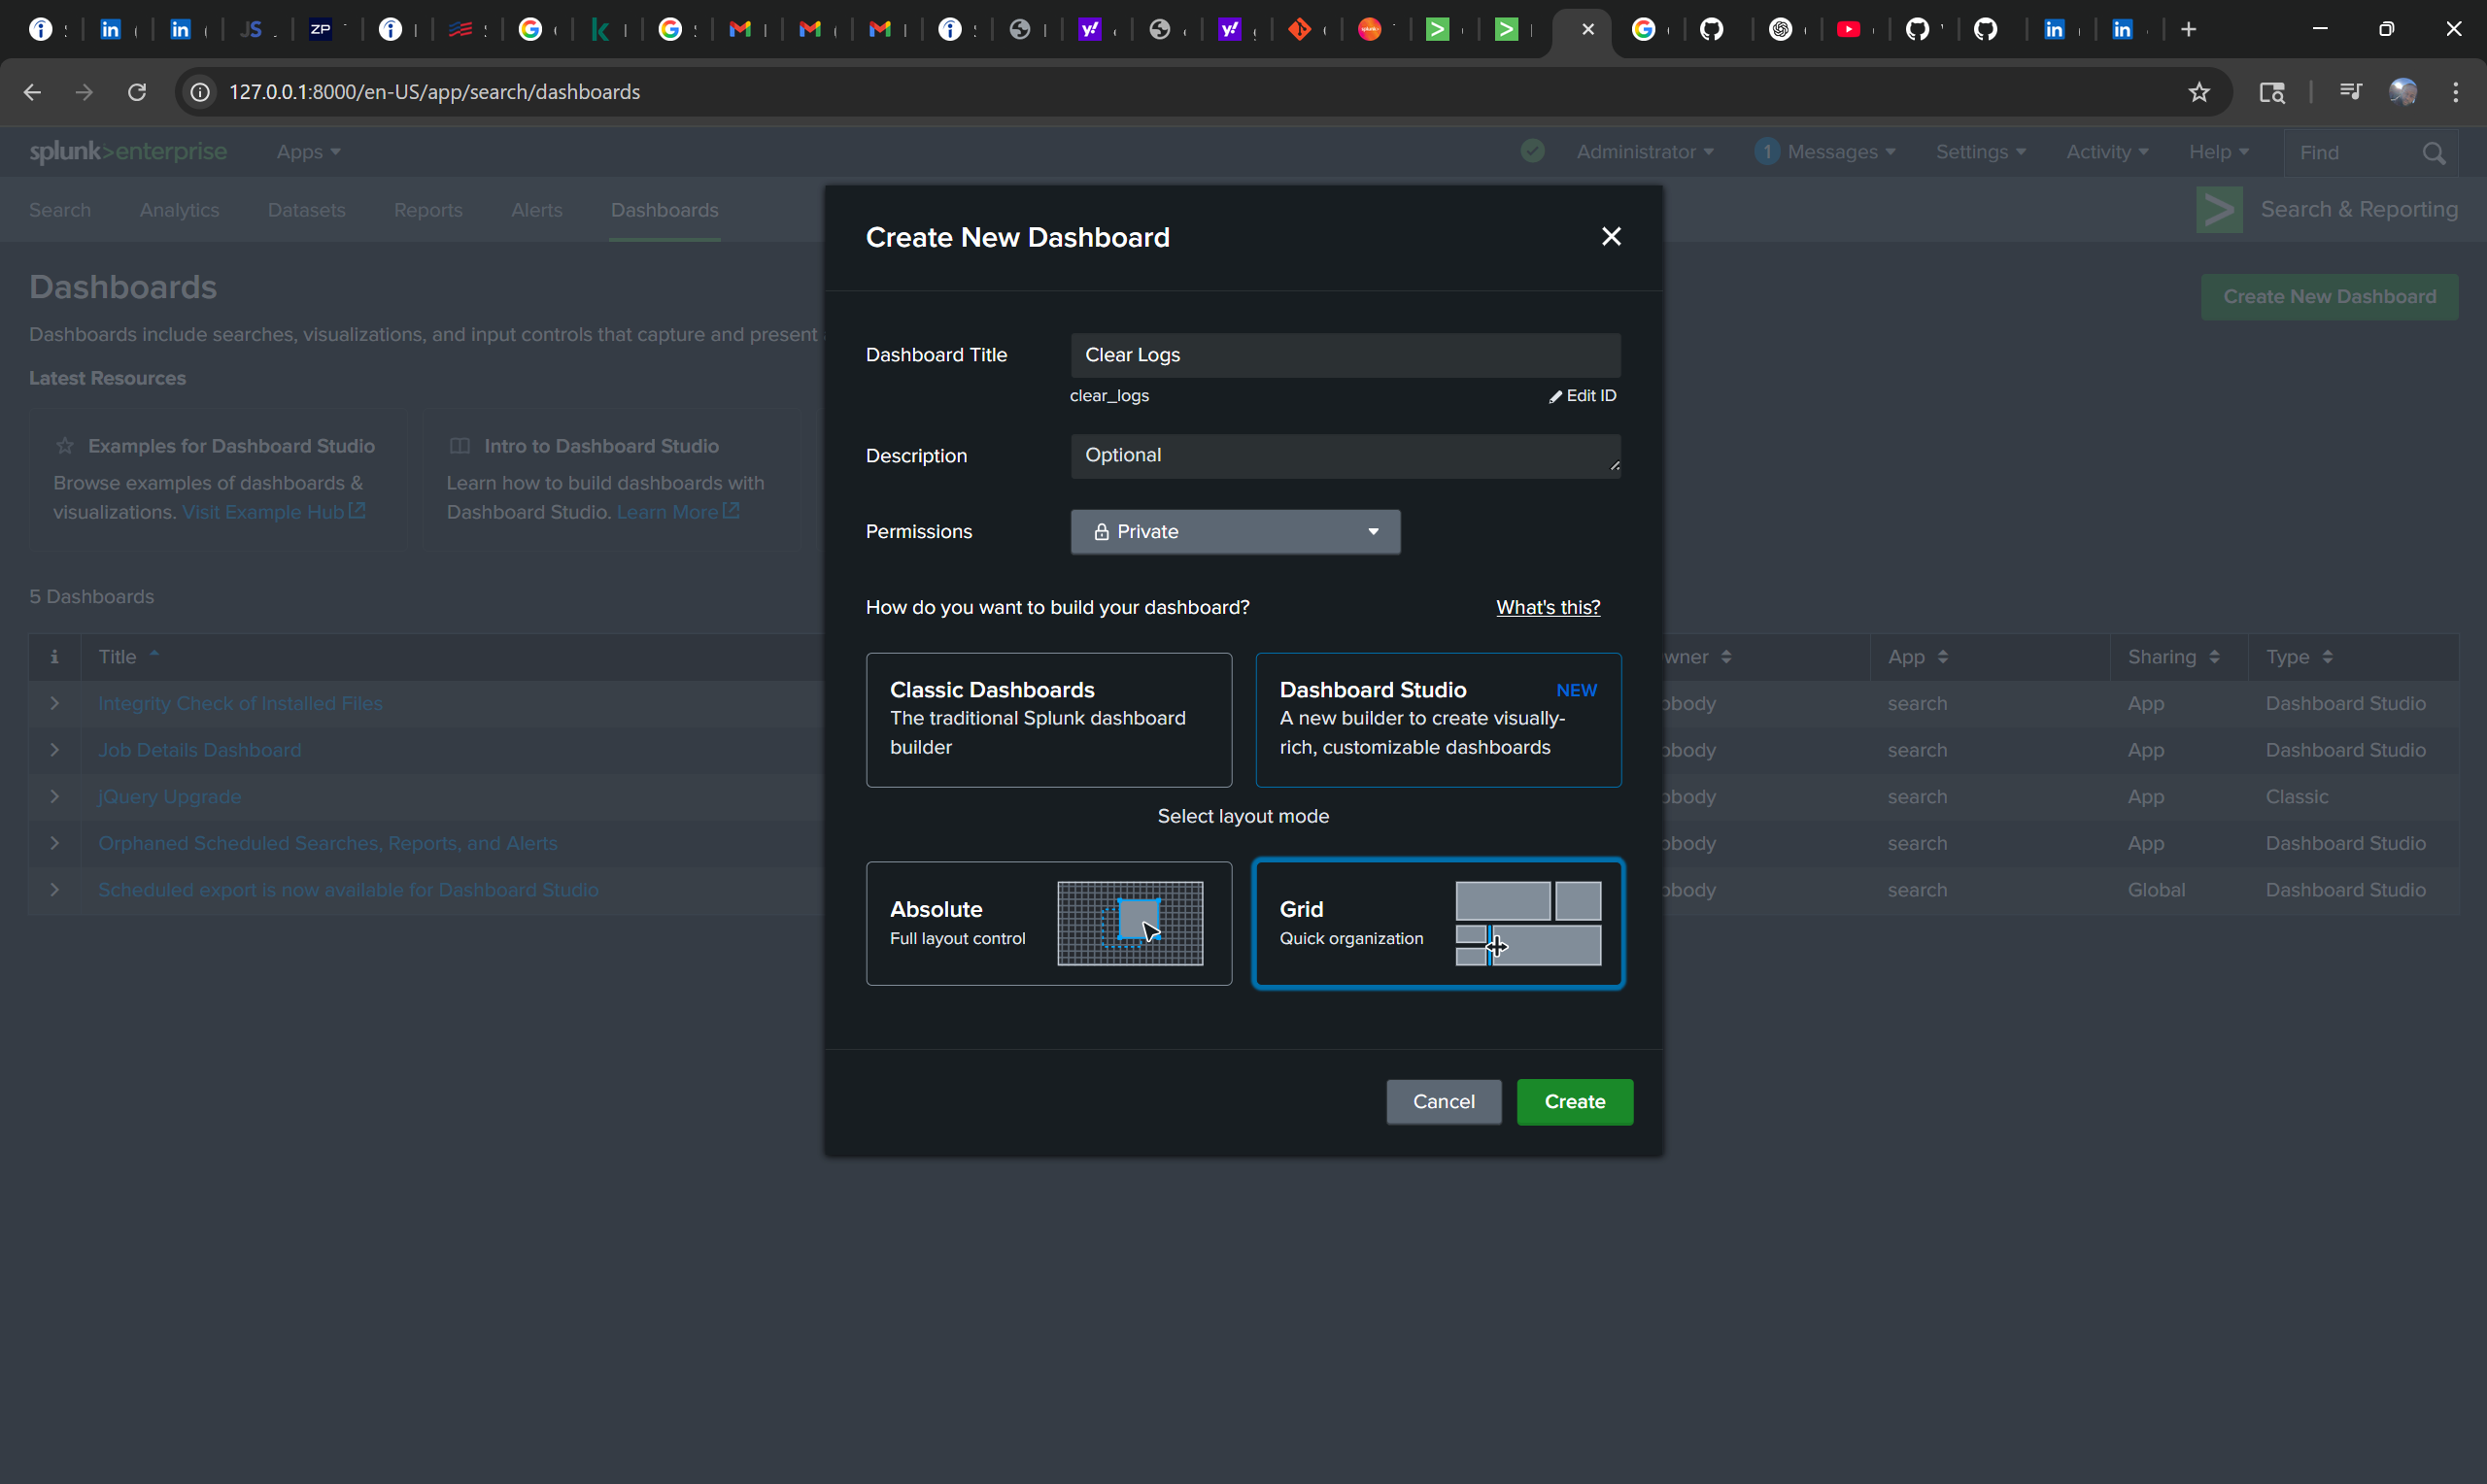 127.0.0.1:8000/en-US/app/search/dashboards
splunk>enterprise Apps Administrator 1 Messages Settings Activity Help Find
Search Analytics Datasets Reports Alerts Dashboards Search & Reporting
Dashboards
Create New Dashboard
Dashboards include searches, visualizations, and input controls that capture and present
Latest Resources
Examples for Dashboard Studio
Browse examples of dashboards &
visualizations. Visit Example Hub
Intro to Dashboard Studio
Learn how to build dashboards with
Dashboard Studio. Learn More
5 Dashboards
i Title App Sharing Type
Integrity Check of Installed Files search App Dashboard Studio
Job Details Dashboard search App Dashboard Studio
jQuery Upgrade search App Classic
Orphaned Scheduled Searches, Reports, and Alerts search App Dashboard Studio
Scheduled export is now available for Dashboard Studio search Global Dashboard Studio
Create New Dashboard
Dashboard Title Clear Logs
clear_logs Edit ID
Description Optional
Permissions Private
How do you want to build your dashboard? What's this?
Classic Dashboards
The traditional Splunk dashboard
builder
Dashboard Studio NEW
A new builder to create visually-
rich, customizable dashboards
Select layout mode
Absolute
Full layout control
Grid
Quick organization
Cancel Create